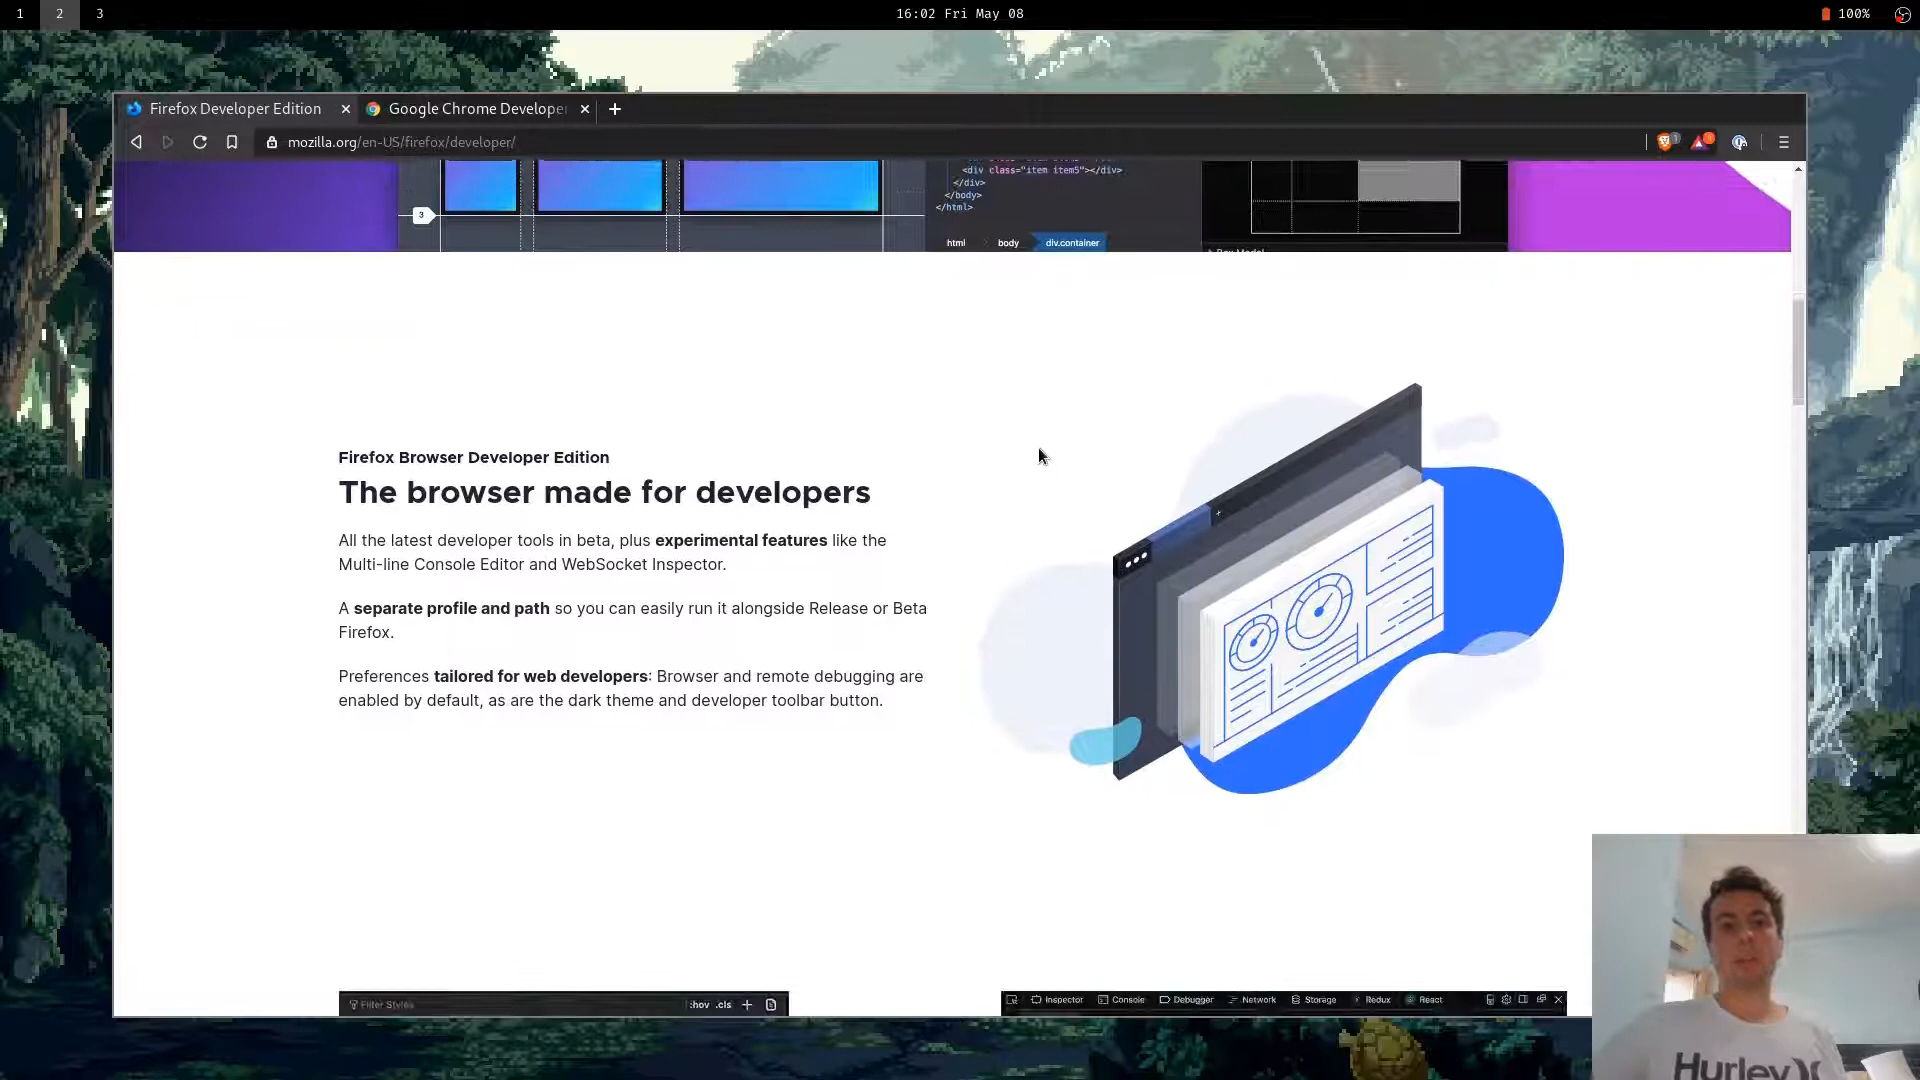 1 2 3
16:02 Fri May 08
100%
Firefox Developer Edition
Google Chrome Develope
mozilla.org/en-US/firefox/developer/
1
1
<div class="item item5"></div>
</div>
</body>
</html>
3
html body div.container
Firefox Browser Developer Edition
The browser made for developers
All the latest developer tools in beta, plus experimental features like the
Multi-line Console Editor and WebSocket Inspector.
A separate profile and path so you can easily run it alongside Release or Beta
Firefox.
Preferences tailored for web developers: Browser and remote debugging are
enabled by default, as are the dark theme and developer toolbar button.
Filter Styles :hov .cls +
Inspector Console Debugger Network Storage Redux React
Hurley